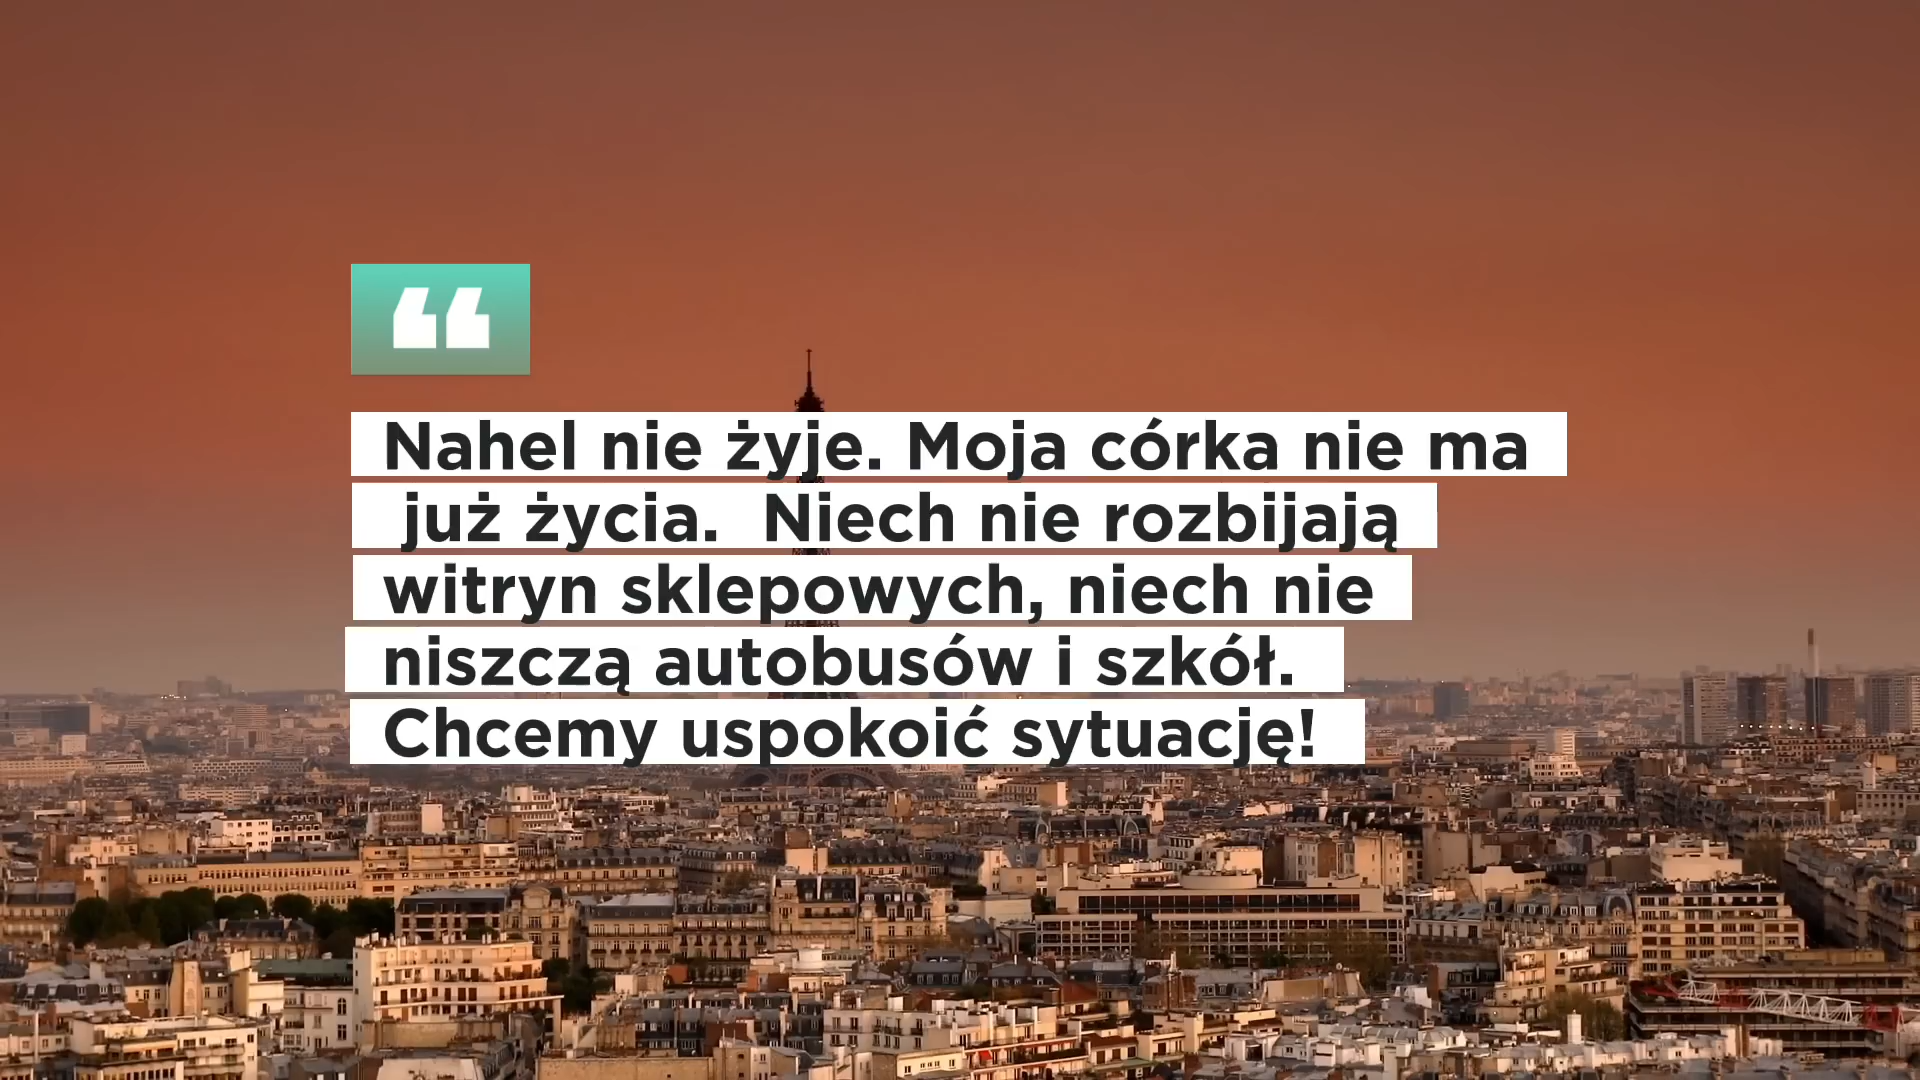 “
Nahel nie żyje. Moja córka nie ma
już życia. Niech nie rozbijają
witryn sklepowych, niech nie
niszczą autobusów i szkół.
Chcemy uspokoić sytuację!